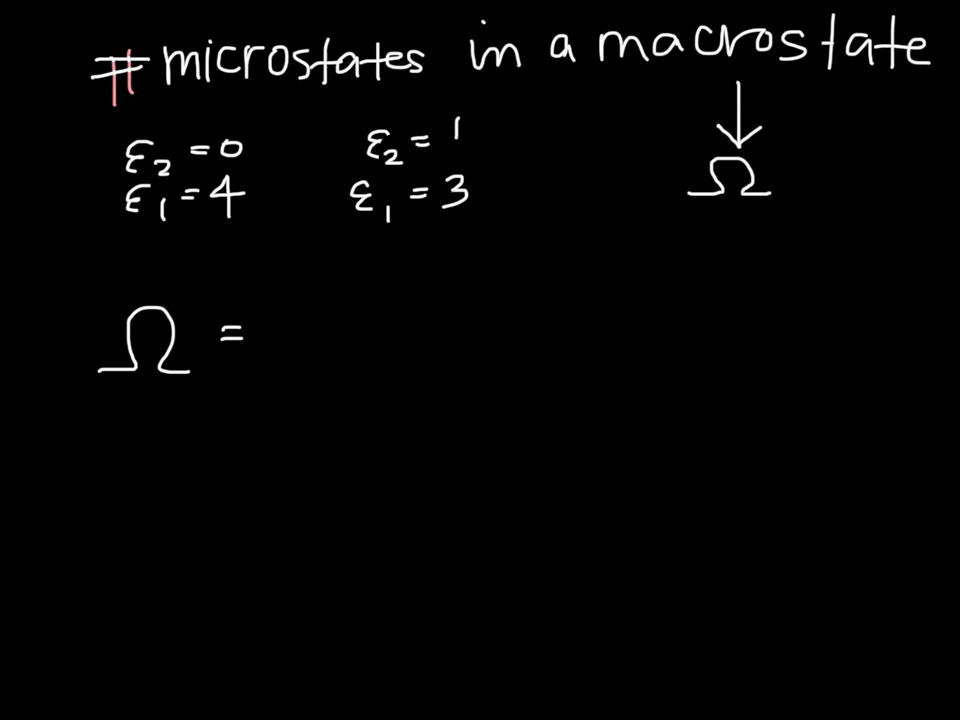 # microstates in a macrostate
ε₂ = 0 ε₂ = 1
ε₁ = 4 ε₁ = 3
Ω
Ω =